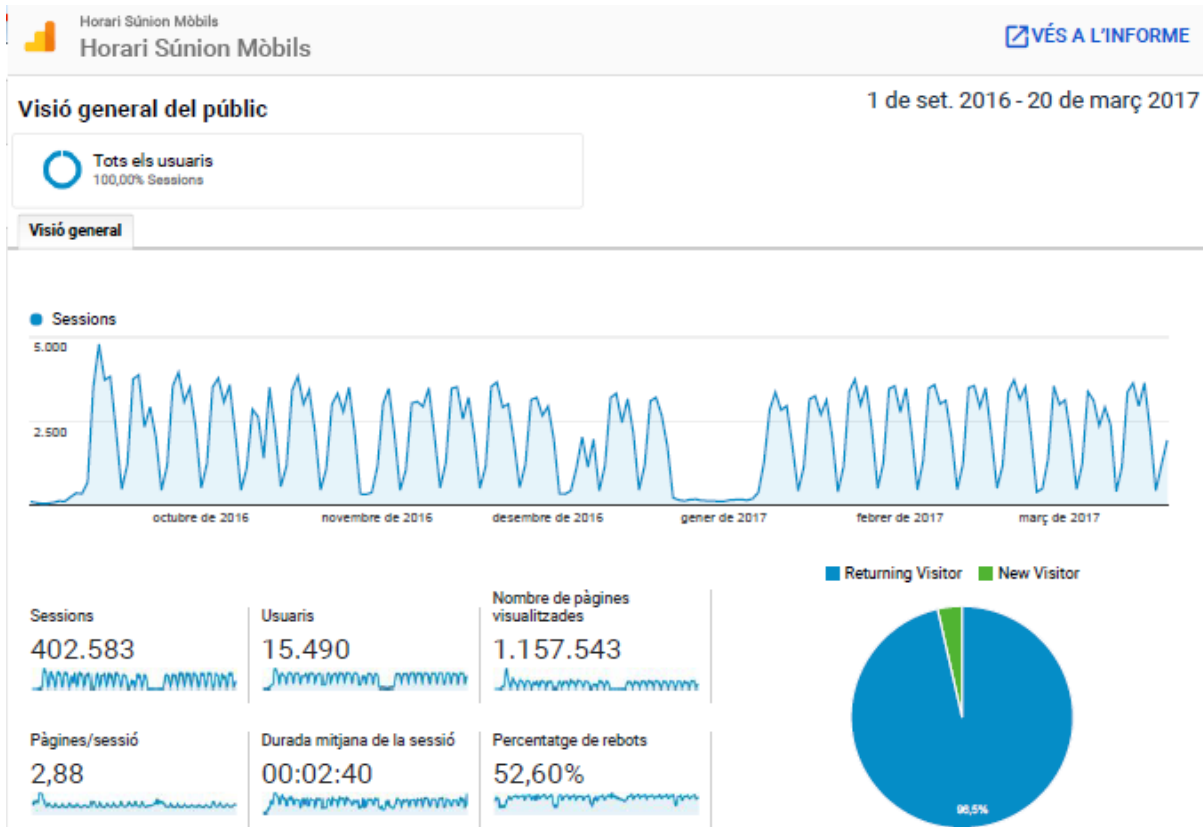 Horari Súnion Mòbils
Horari Súnion Mòbils
VÉS A L'INFORME
Visió general del públic
1 de set. 2016 - 20 de març 2017
Tots els usuaris
100,00% Sessions
Visió general
Sessions
5.000
2.500
octubre de 2016
novembre de 2016
desembre de 2016
gener de 2017
febrer de 2017
març de 2017
Returning Visitor
New Visitor
Sessions
402.583
Usuaris
15.490
Nombre de pàgines
visualitzades
1.157.543
Pàgines/sessió
2,88
Durada mitjana de la sessió
00:02:40
Percentatge de rebots
52,60%
96,5%